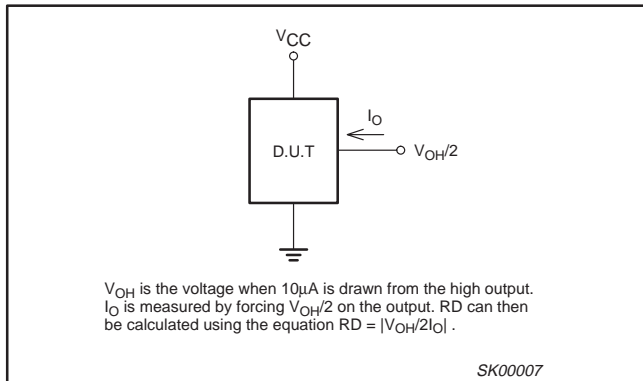 VCC
IO
D.U.T
VOH/2
VOH is the voltage when 10μA is drawn from the high output.
IO is measured by forcing VOH/2 on the output. RD can then
be calculated using the equation RD = |VOH/2IO| .
SK00007